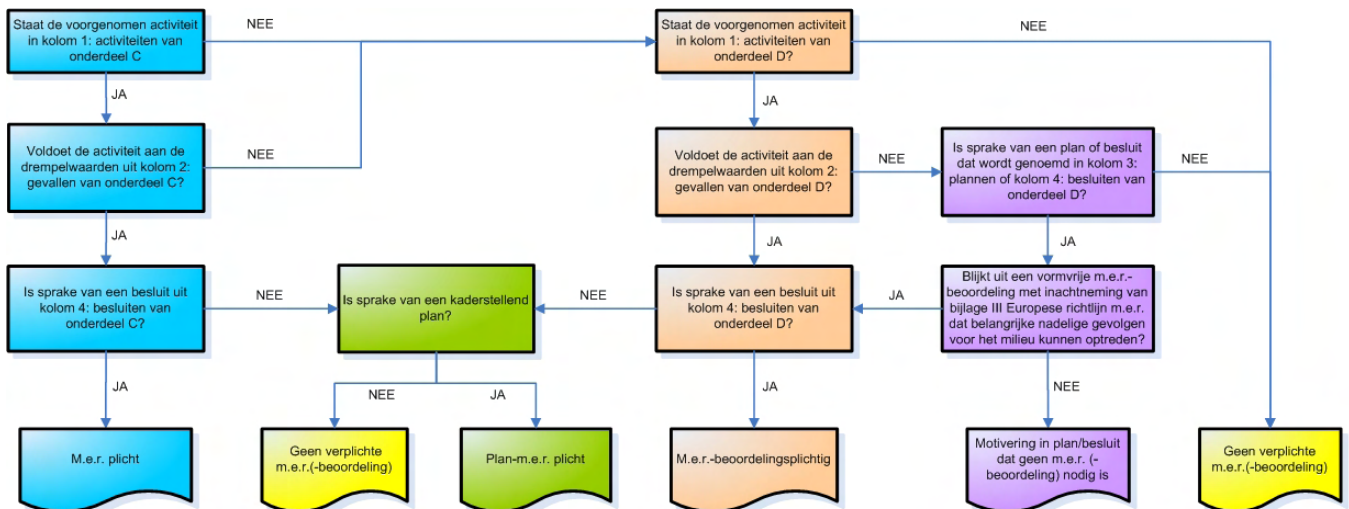 Staat de voorgenomen activiteit
in kolom 1: activiteiten van
onderdeel C
NEE
Staat de voorgenomen activiteit
in kolom 1: activiteiten van
onderdeel D?
NEE
JA
JA
Voldoet de activiteit aan de
drempelwaarden uit kolom 2:
gevallen van onderdeel C?
NEE
Voldoet de activiteit aan de
drempelwaarden uit kolom 2:
gevallen van onderdeel D?
NEE
Is sprake van een plan of besluit
dat wordt genoemd in kolom 3:
plannen of kolom 4: besluiten van
onderdeel D?
NEE
JA
JA
JA
Is sprake van een besluit uit
kolom 4: besluiten van
onderdeel C?
NEE
Is sprake van een kaderstellend
plan?
NEE
Is sprake van een besluit uit
kolom 4: besluiten van
onderdeel D?
JA
Blijkt uit een vormvrije m.e.r.-
beoordeling met inachtneming van
bijlage III Europese richtlijn m.e.r.
dat belangrijke nadelige gevolgen
voor het milieu kunnen optreden?
JA
NEE
JA
JA
NEE
M.e.r. plicht
Geen verplichte
m.e.r.(-beoordeling)
Plan-m.e.r. plicht
M.e.r.-beoordelingsplichtig
Motivering in plan/besluit
dat geen m.e.r. (-
beoordeling) nodig is
Geen verplichte
m.e.r.(-beoordeling)